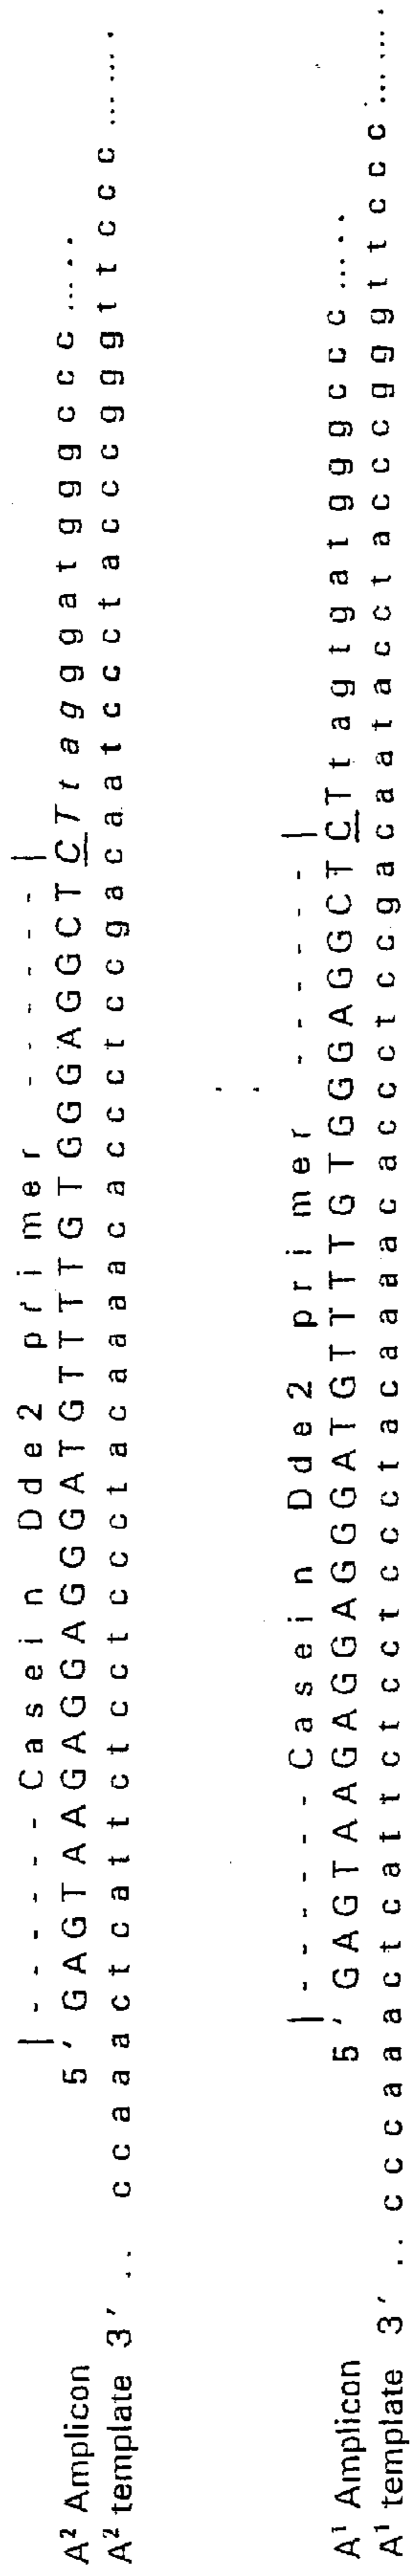 |------Casein Dde2 primer------|
A² Amplicon 5' GAGTAAGAGGAGGGATGTTTTGTGGGAGGCTCTtagggatgggccc.....
A² template 3' .. ccaaactcattctcctccctacaaaacaccctccgacaatccctacccgggttccc......
|------Casein Dde2 primer------|
A¹ Amplicon 5' GAGTAAGAGGAGGGATGTTTTGTGGGAGGCTCTtagtgatgggccc.....
A¹ template 3' .. cccaaactcattctcctccctacaaaacaccctccgacaatacctacccgggttccc......